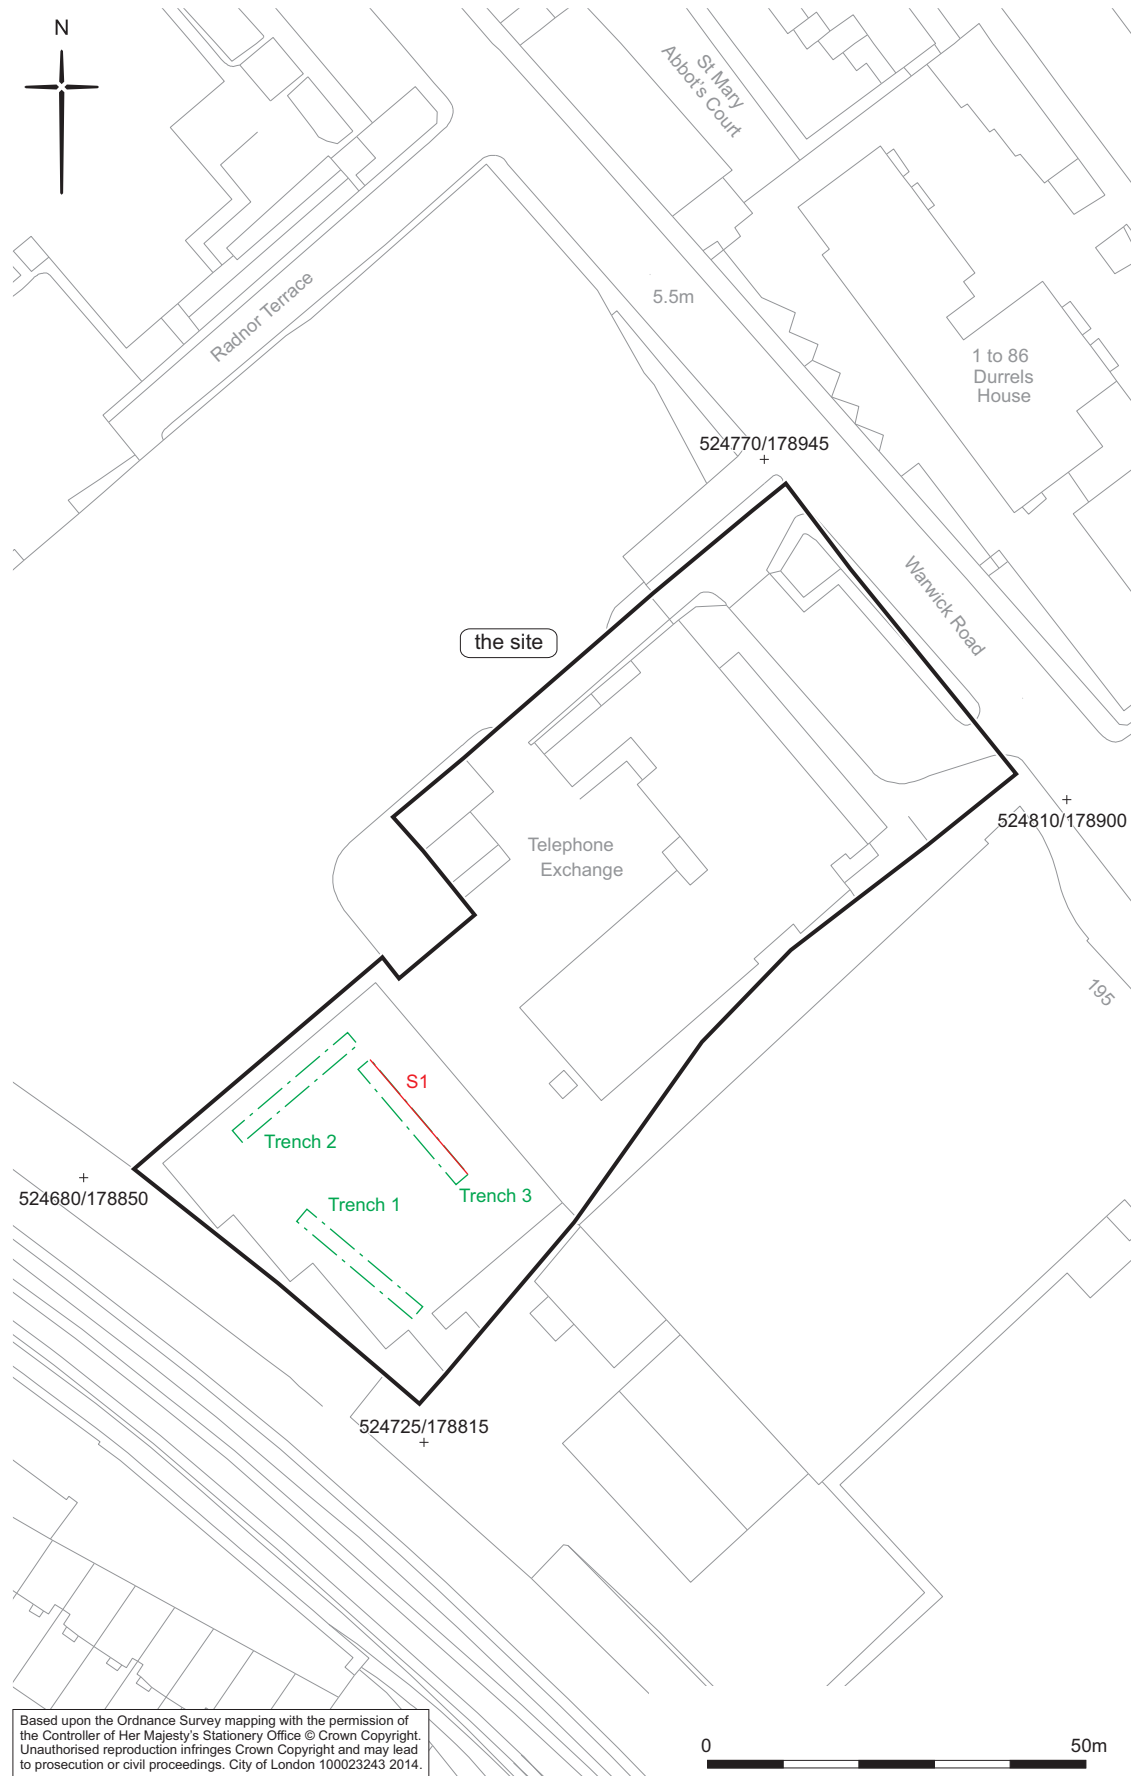 N
St Mary
Abbot's Court
Radnor Terrace
5.5m
1 to 86
Durrels
House
524770/178945
Warwick Road
the site
524810/178900
Telephone
Exchange
195
S1
Trench 2
524680/178850
Trench 3
Trench 1
524725/178815
Based upon the Ordnance Survey mapping with the permission of
the Controller of Her Majesty's Stationery Office © Crown Copyright.
Unauthorised reproduction infringes Crown Copyright and may lead
to prosecution or civil proceedings. City of London 100023243 2014.
0
50m